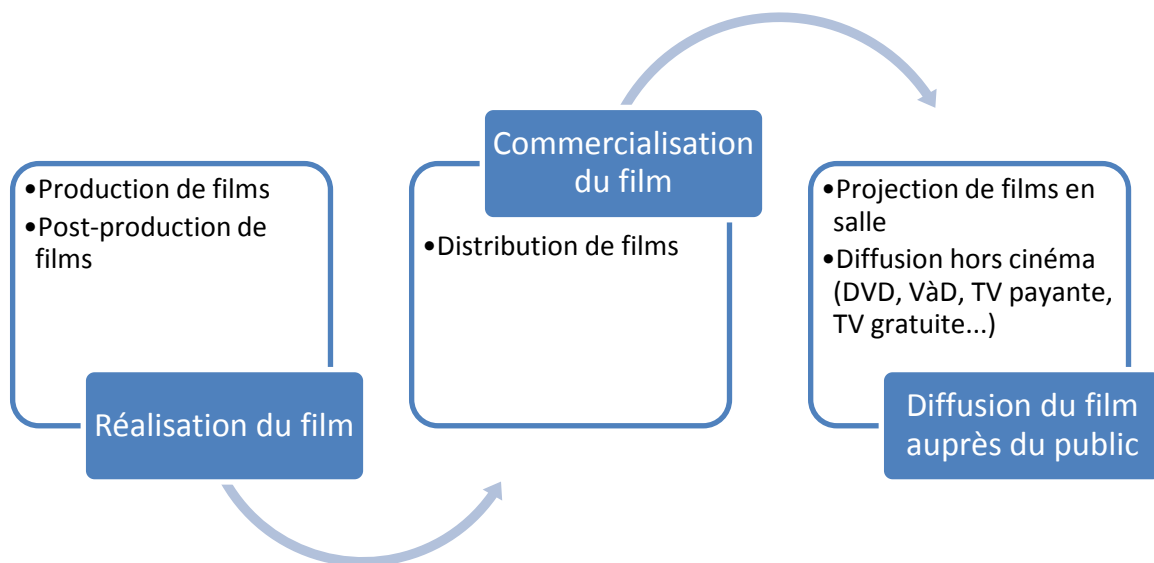 •Production de films
•Post-production de
films
Réalisation du film
Commercialisation
du film
•Distribution de films
•Projection de films en
salle
•Diffusion hors cinéma
(DVD, VàD, TV payante,
TV gratuite...)
Diffusion du film
auprès du public